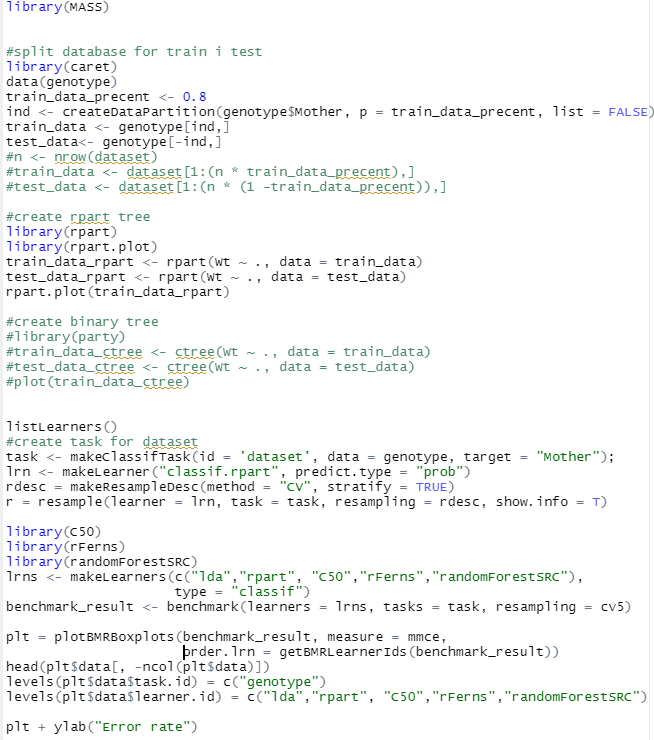 library(MASS)
#split database for train i test
library(caret)
data(genotype)
train_data_precent <- 0.8
ind <- createDataPartition(genotype$Mother, p = train_data_precent, list = FALSE)
train_data <- genotype[ind,]
test_data<- genotype[-ind,]
#n <- nrow(dataset)
#train_data <- dataset[1:(n * train_data_precent),]
#test_data <- dataset[1:(n * (1 -train_data_precent)),]
#create rpart tree
library(rpart)
library(rpart.plot)
train_data_rpart <- rpart(Wt ~ ., data = train_data)
test_data_rpart <- rpart(Wt ~ ., data = test_data)
rpart.plot(train_data_rpart)
#create binary tree
#library(party)
#train_data_ctree <- ctree(Wt ~ ., data = train_data)
#test_data_ctree <- ctree(Wt ~ ., data = test_data)
#plot(train_data_ctree)
listLearners()
#create task for dataset
task <- makeClassifTask(id = 'dataset', data = genotype, target = "Mother");
lrn <- makeLearner("classif.rpart", predict.type = "prob")
rdesc = makeResampleDesc(method = "CV", stratify = TRUE)
r = resample(learner = lrn, task = task, resampling = rdesc, show.info = T)
library(C50)
library(rFerns)
library(randomForestSRC)
lrns <- makeLearners(c("lda","rpart", "C50","rFerns","randomForestSRC"),
type = "classif")
benchmark_result <- benchmark(learners = lrns, tasks = task, resampling = cv5)
plt = plotBMRBoxplots(benchmark_result, measure = mmce,
order.lrn = getBMRLearnerIds(benchmark_result))
head(plt$data[, -ncol(plt$data)])
levels(plt$data$task.id) = c("genotype")
levels(plt$data$learner.id) = c("lda","rpart", "C50","rFerns","randomForestSRC")
plt + ylab("Error rate")